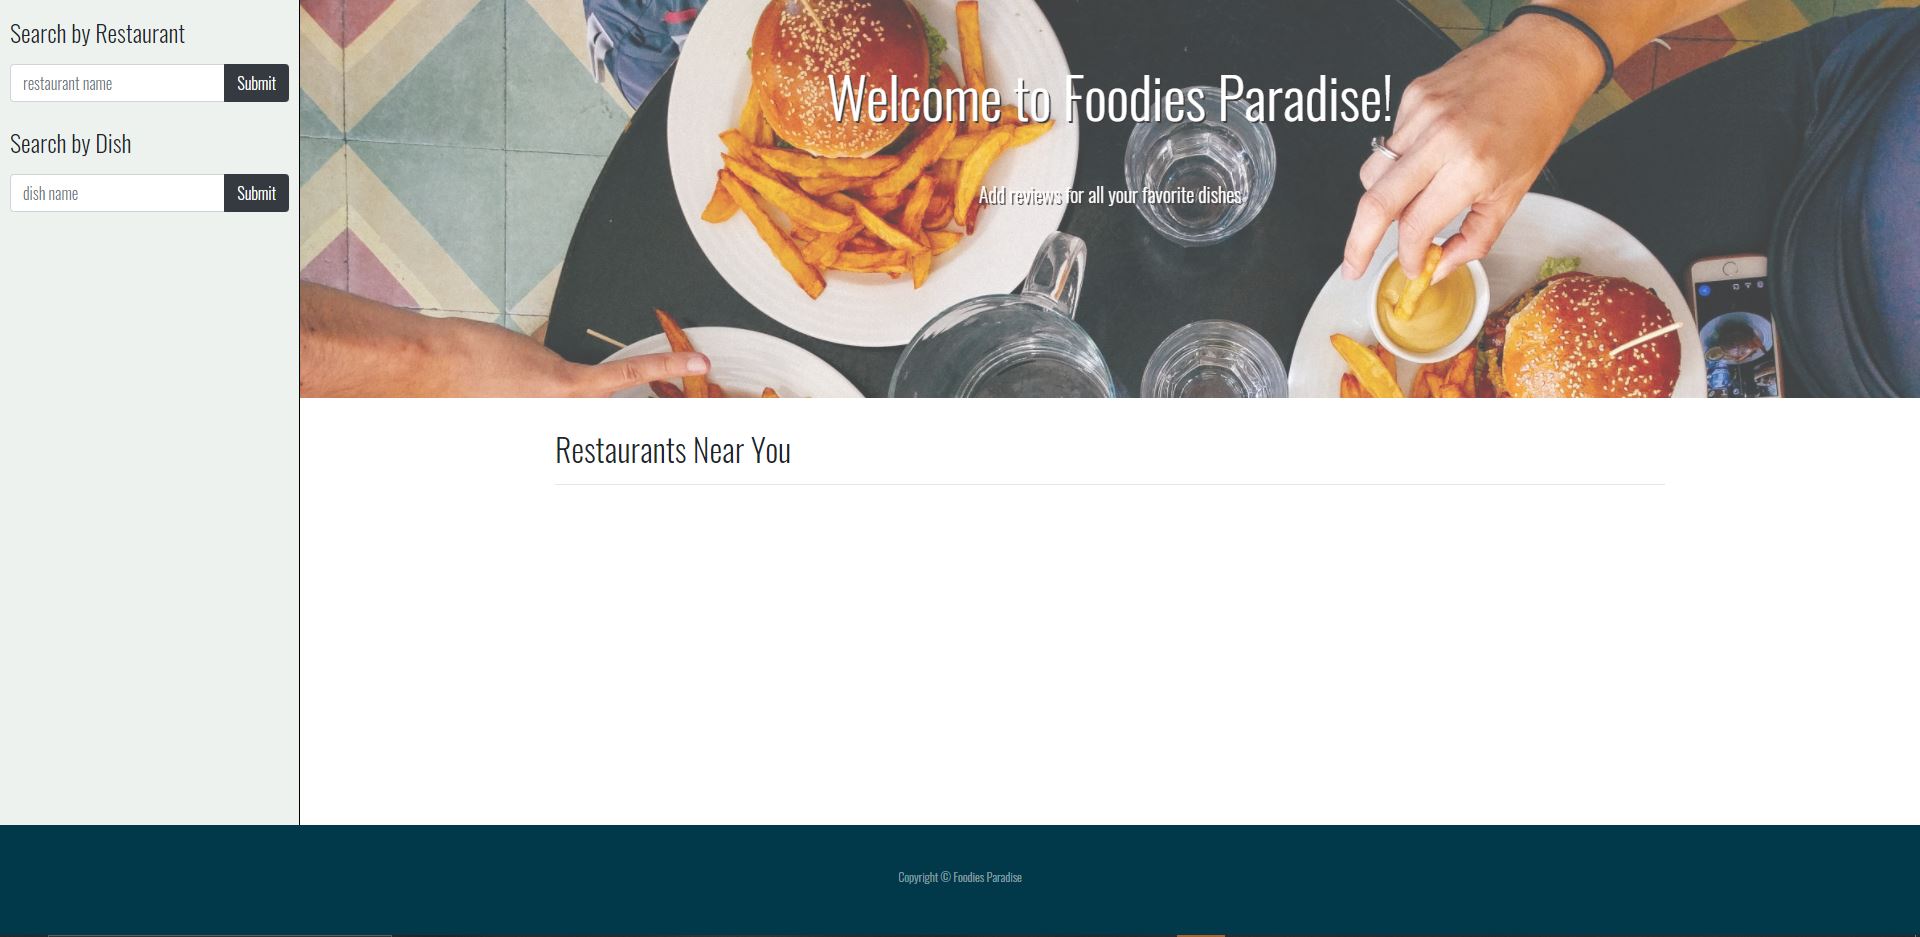 Search by Restaurant
restaurant name
Submit
Search by Dish
dish name
Submit
Welcome to Foodies Paradise!
Add reviews for all your favorite dishes
Restaurants Near You
Copyright © Foodies Paradise